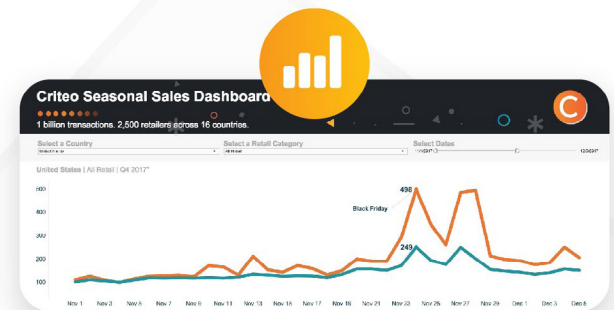 Criteo Seasonal Sales Dashboard
1 billion transactions. 2,500 retailers across 16 countries.
C
Select a Country
Select a Retail Category
Select Dates
All Retail
United States | All Retail | Q4 2017*
500
400
300
200
100
498
Black Friday
249
Nov 1 Nov 3 Nov 5 Nov 7 Nov 9 Nov 11 Nov 13 Nov 15 Nov 17 Nov 19 Nov 21 Nov 23 Nov 25 Nov 27 Nov 29 Dec 1 Dec 3 Dec 5